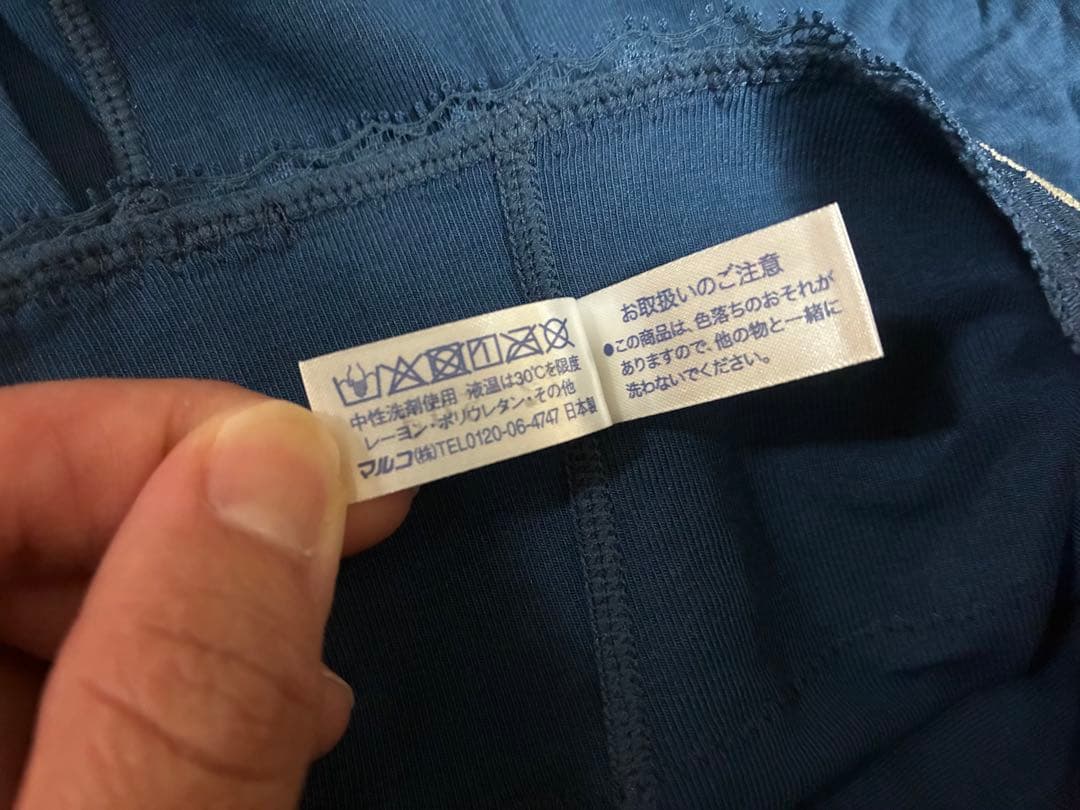 中性洗剤使用 液温は30℃を限度
レーヨン・ポリウレタン・その他
マルコ(株)TEL0120-06-4747 日本製
お取扱いのご注意
●この商品は、色落ちのおそれが
ありますので、他の物と一緒に
洗わないでください。